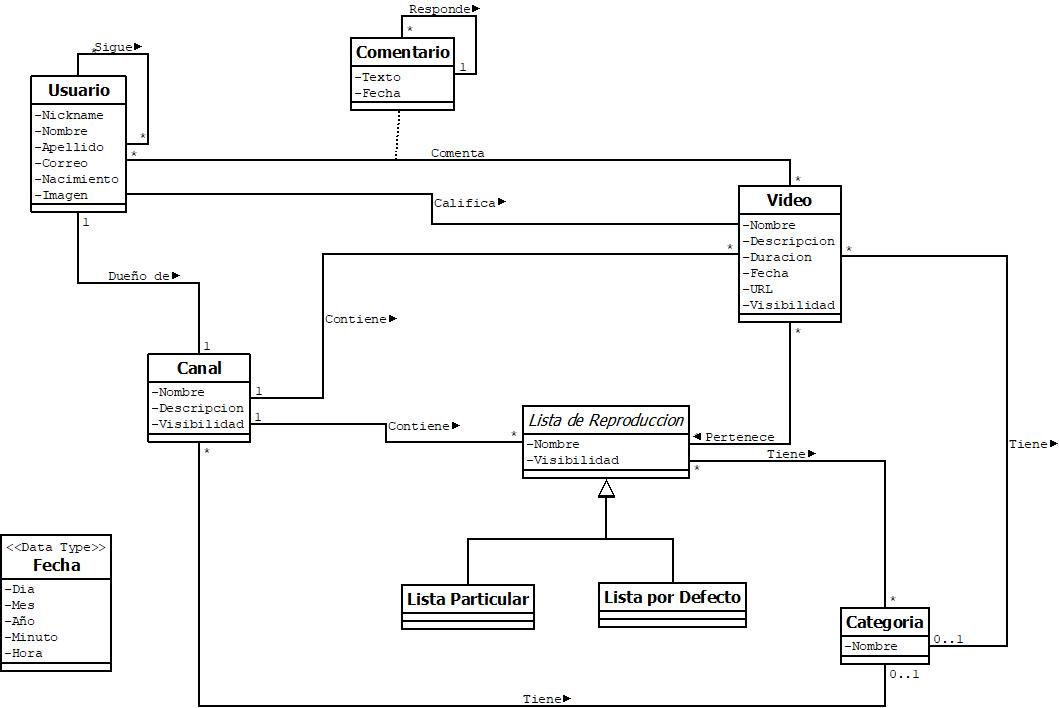 Responde►
*
Comentario
1
-Texto
-Fecha
Sigue►
*
Usuario
-Nickname
-Nombre
-Apellido
-Correo
-Nacimiento
-Imagen
*
*
1
Comenta
*
Califica►
Video
-Nombre
-Descripcion
-Duracion
-Fecha
-URL
-Visibilidad
*
*
*
Dueño de►
1
Contiene►
Canal
-Nombre
-Descripcion
-Visibilidad
1
1
*
Contiene►
*
Lista de Reproduccion
-Nombre
-Visibilidad
◄Pertenece
*
Tiene►
Tiene►
<<Data Type>>
Fecha
-Dia
-Mes
-Año
-Minuto
-Hora
Lista Particular
Lista por Defecto
*
Categoria
-Nombre
0..1
0..1
Tiene►